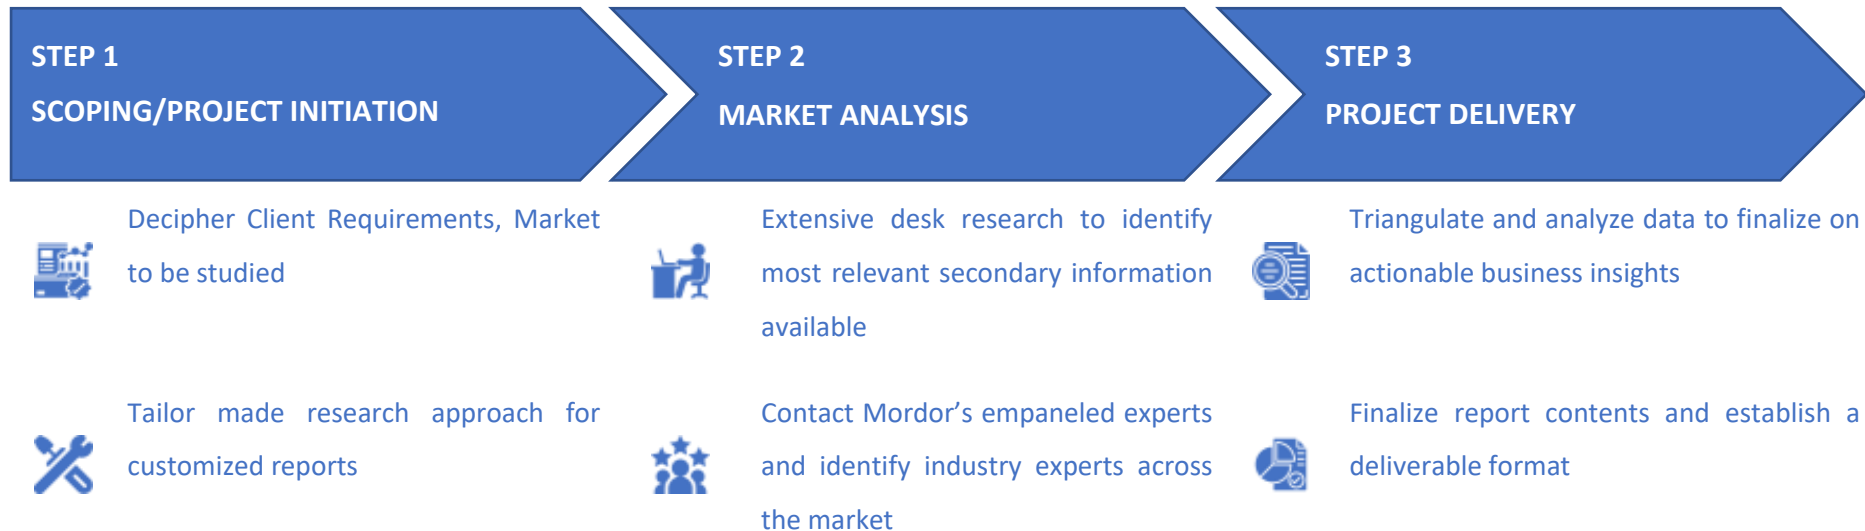 STEP 1
SCOPING/PROJECT INITIATION
STEP 2
MARKET ANALYSIS
STEP 3
PROJECT DELIVERY
Decipher Client Requirements, Market
to be studied
Tailor made research approach for
customized reports
Extensive desk research to identify
most relevant secondary information
available
Contact Mordor’s empaneled experts
and identify industry experts across
the market
Triangulate and analyze data to finalize on
actionable business insights
Finalize report contents and establish a
deliverable format